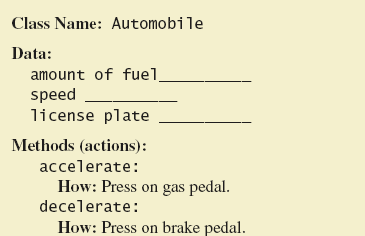 Class Name: Automobile
Data:
amount of fuel__________
speed __________
license plate __________
Methods (actions):
accelerate:
How: Press on gas pedal.
decelerate:
How: Press on brake pedal.